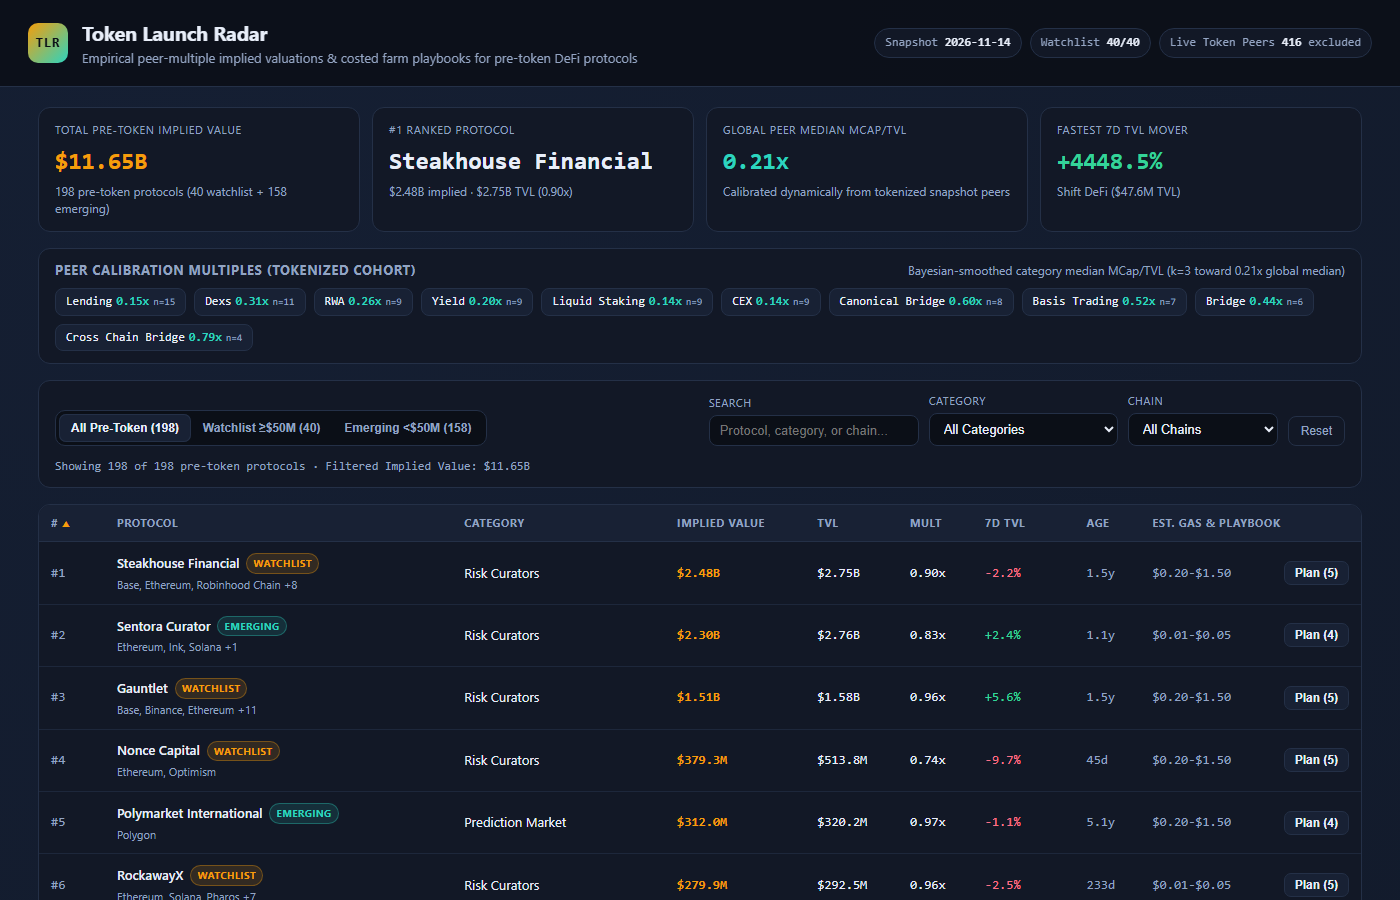 TLR
Token Launch Radar
Empirical peer-multiple implied valuations & costed farm playbooks for pre-token DeFi protocols
Snapshot 2026-11-14
Watchlist 40/40
Live Token Peers 416 excluded
TOTAL PRE-TOKEN IMPLIED VALUE
$11.65B
198 pre-token protocols (40 watchlist + 158
emerging)
#1 RANKED PROTOCOL
Steakhouse Financial
$2.48B implied · $2.75B TVL (0.90x)
GLOBAL PEER MEDIAN MCAP/TVL
0.21x
Calibrated dynamically from tokenized snapshot peers
FASTEST 7D TVL MOVER
+4448.5%
Shift DeFi ($47.6M TVL)
PEER CALIBRATION MULTIPLES (TOKENIZED COHORT)
Bayesian-smoothed category median MCap/TVL (k=3 toward 0.21x global median)
Lending 0.15x n=15
Dexs 0.31x n=11
RWA 0.26x n=9
Yield 0.20x n=9
Liquid Staking 0.14x n=9
CEX 0.14x n=9
Canonical Bridge 0.60x n=8
Basis Trading 0.52x n=7
Bridge 0.44x n=6
Cross Chain Bridge 0.79x n=4
All Pre-Token (198)
Watchlist ≥$50M (40)
Emerging <$50M (158)
SEARCH
Protocol, category, or chain...
CATEGORY
All Categories
CHAIN
All Chains
Reset
Showing 198 of 198 pre-token protocols · Filtered Implied Value: $11.65B
# ▲ PROTOCOL CATEGORY IMPLIED VALUE TVL MULT 7D TVL AGE EST. GAS & PLAYBOOK
#1 Steakhouse Financial WATCHLIST Risk Curators $2.48B $2.75B 0.90x -2.2% 1.5y $0.20-$1.50 Plan (5)
Base, Ethereum, Robinhood Chain +8
#2 Sentora Curator EMERGING Risk Curators $2.30B $2.76B 0.83x +2.4% 1.1y $0.01-$0.05 Plan (4)
Ethereum, Ink, Solana +1
#3 Gauntlet WATCHLIST Risk Curators $1.51B $1.58B 0.96x +5.6% 1.5y $0.20-$1.50 Plan (5)
Base, Binance, Ethereum +11
#4 Nonce Capital WATCHLIST Risk Curators $379.3M $513.8M 0.74x -9.7% 45d $0.20-$1.50 Plan (5)
Ethereum, Optimism
#5 Polymarket International EMERGING Prediction Market $312.0M $320.2M 0.97x -1.1% 5.1y $0.20-$1.50 Plan (4)
Polygon
#6 RockawayX WATCHLIST Risk Curators $279.9M $292.5M 0.96x -2.5% 233d $0.01-$0.05 Plan (5)
Ethereum, Solana, Pharos +7